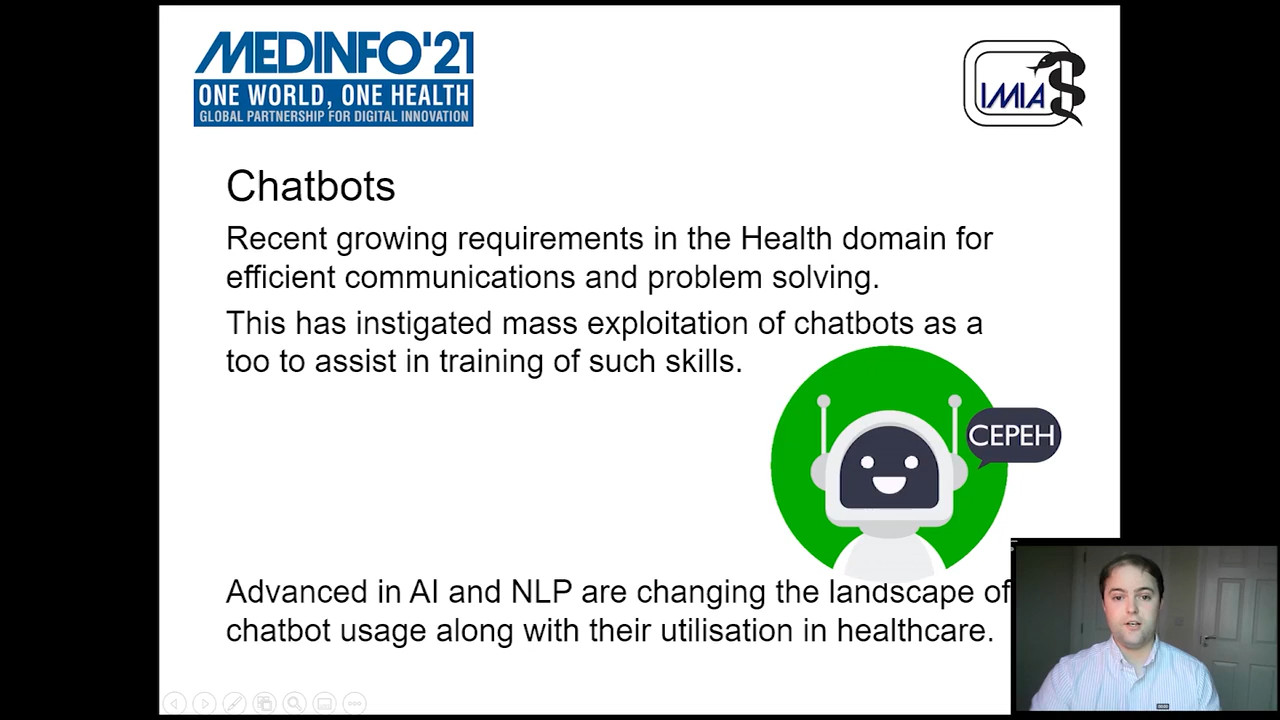 MEDINFO'21
ONE WORLD, ONE HEALTH
GLOBAL PARTNERSHIP FOR DIGITAL INNOVATION
IMIA
Chatbots
Recent growing requirements in the Health domain for
efficient communications and problem solving.
This has instigated mass exploitation of chatbots as a
too to assist in training of such skills.
CEPEH
Advanced in AI and NLP are changing the landscape of
chatbot usage along with their utilisation in healthcare.